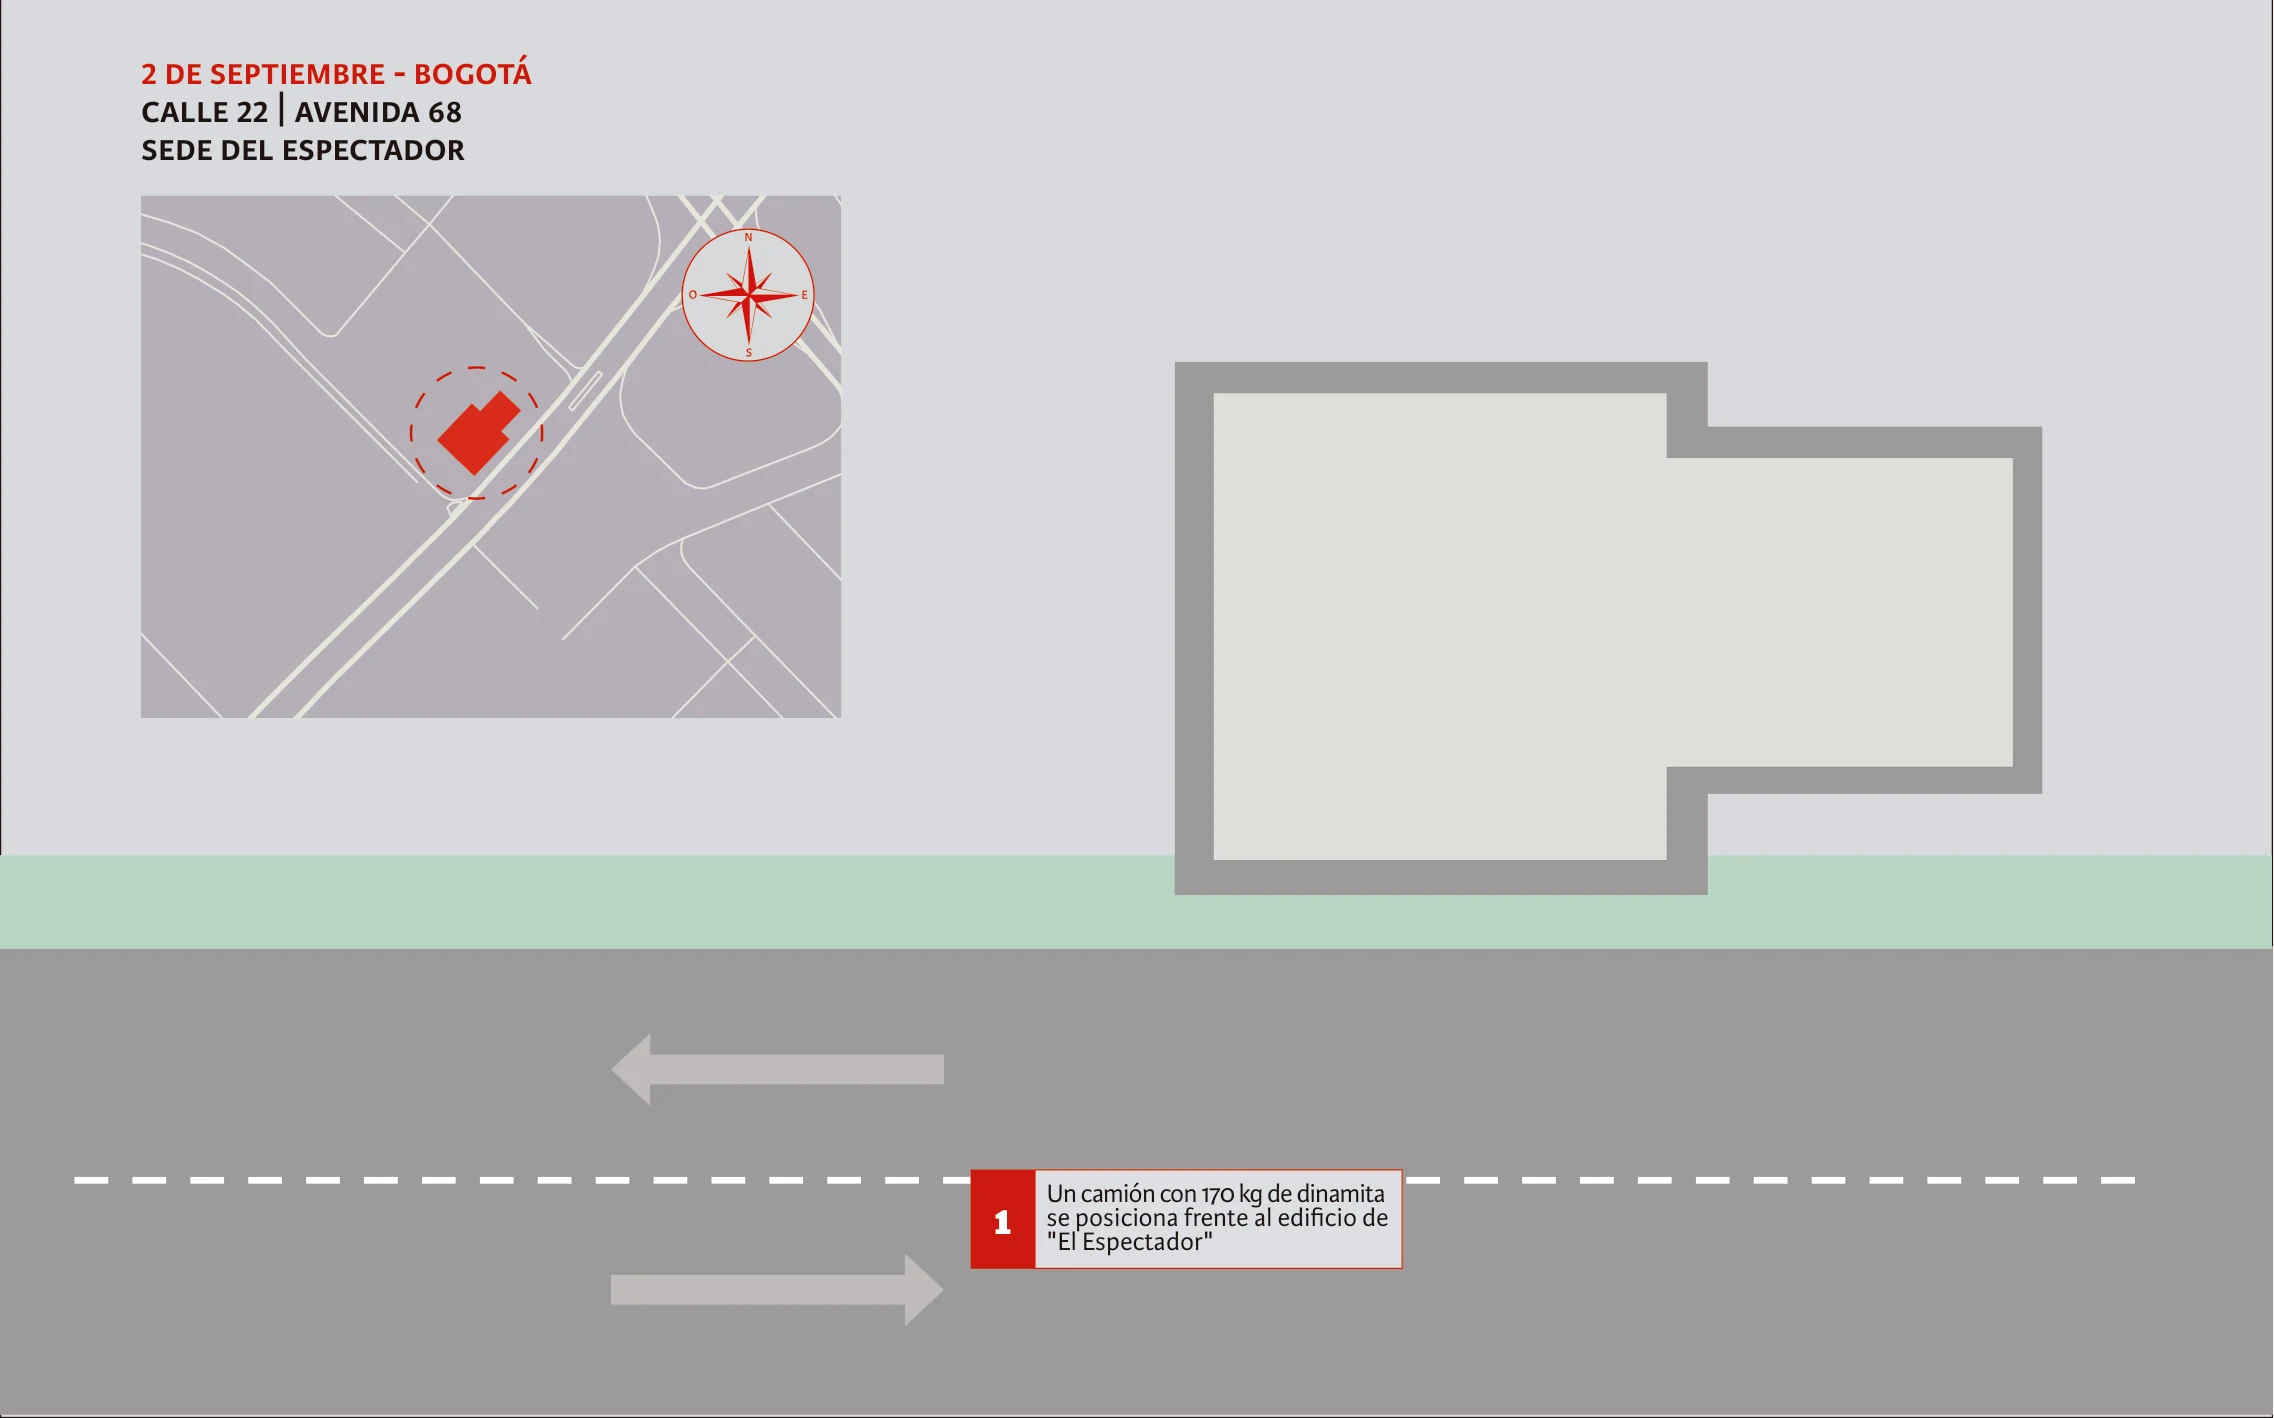 2 DE SEPTIEMBRE - BOGOTÁ
CALLE 22 | AVENIDA 68
SEDE DEL ESPECTADOR
N
O
E
S
1
Un camión con 170 kg de dinamita
se posiciona frente al edificio de
"El Espectador"